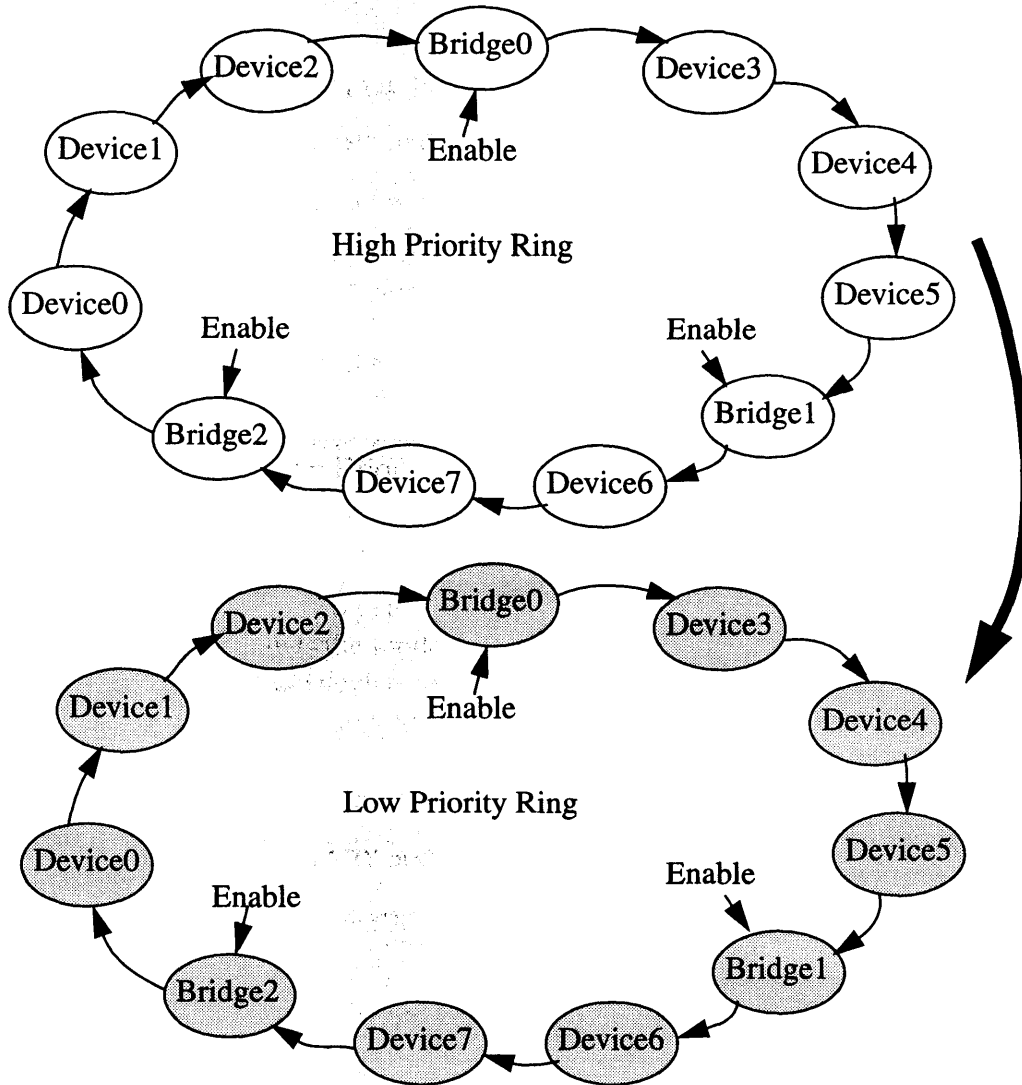 Bridge0
Device2
Device3
Device1
Enable
Device4
High Priority Ring
Device0
Device5
Enable
Enable
Bridge1
Bridge2
Device7
Device6
Bridge0
Device2
Device3
Device1
Enable
Device4
Low Priority Ring
Device0
Device5
Enable
Enable
Bridge1
Bridge2
Device7
Device6